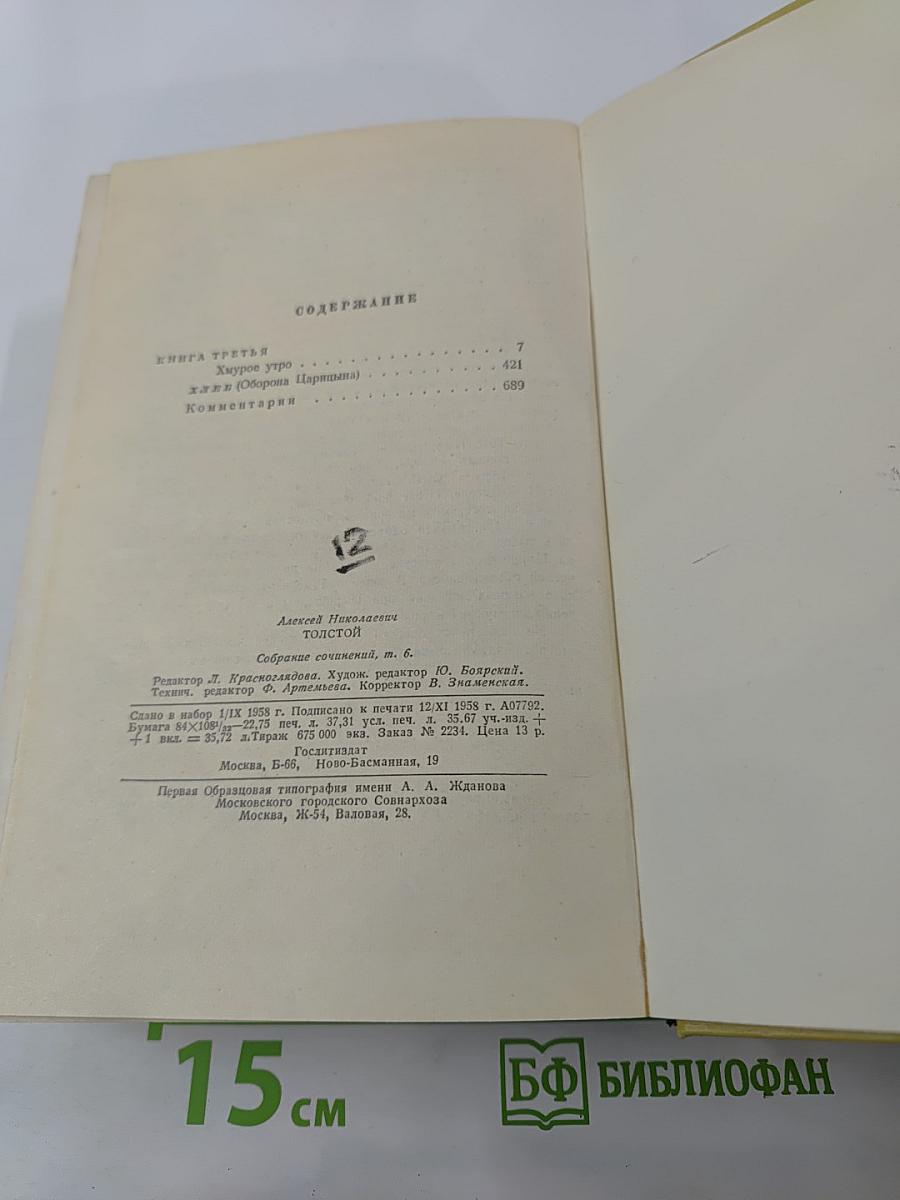 СОДЕРЖАНИЕ
КНИГА ТРЕТЬЯ
Хмурое утро . . . . . . . . . . . . . . . . 7
ХЛЕБ (Оборона Царицына) . . . . . . . . . . 421
Комментарии . . . . . . . . . . . . . . 689
12
Алексей Николаевич
ТОЛСТОЙ
Собрание сочинений, т. 6.
Редактор Л. Красноглядова. Худож. редактор Ю. Боярский.
Технич. редактор Ф. Артемьева. Корректор В. Знаменская.
Сдано в набор 1/IX 1958 г. Подписано к печати 12/XI 1958 г. А07792.
Бумага 84×108¹/₃₂—22,75 печ. л. 37,31 усл. печ. л. 35.67 уч.-изд. +
+1 вкл. = 35,72 л.Тираж 675 000 экз. Заказ № 2234. Цена 13 р.
Гослитиздат
Москва, Б-66, Ново-Басманная, 19
Первая Образцовая типография имени А. А. Жданова
Московского городского Совнархоза
Москва, Ж-54, Валовая, 28.
15 см
БФ БИБЛИОФАН